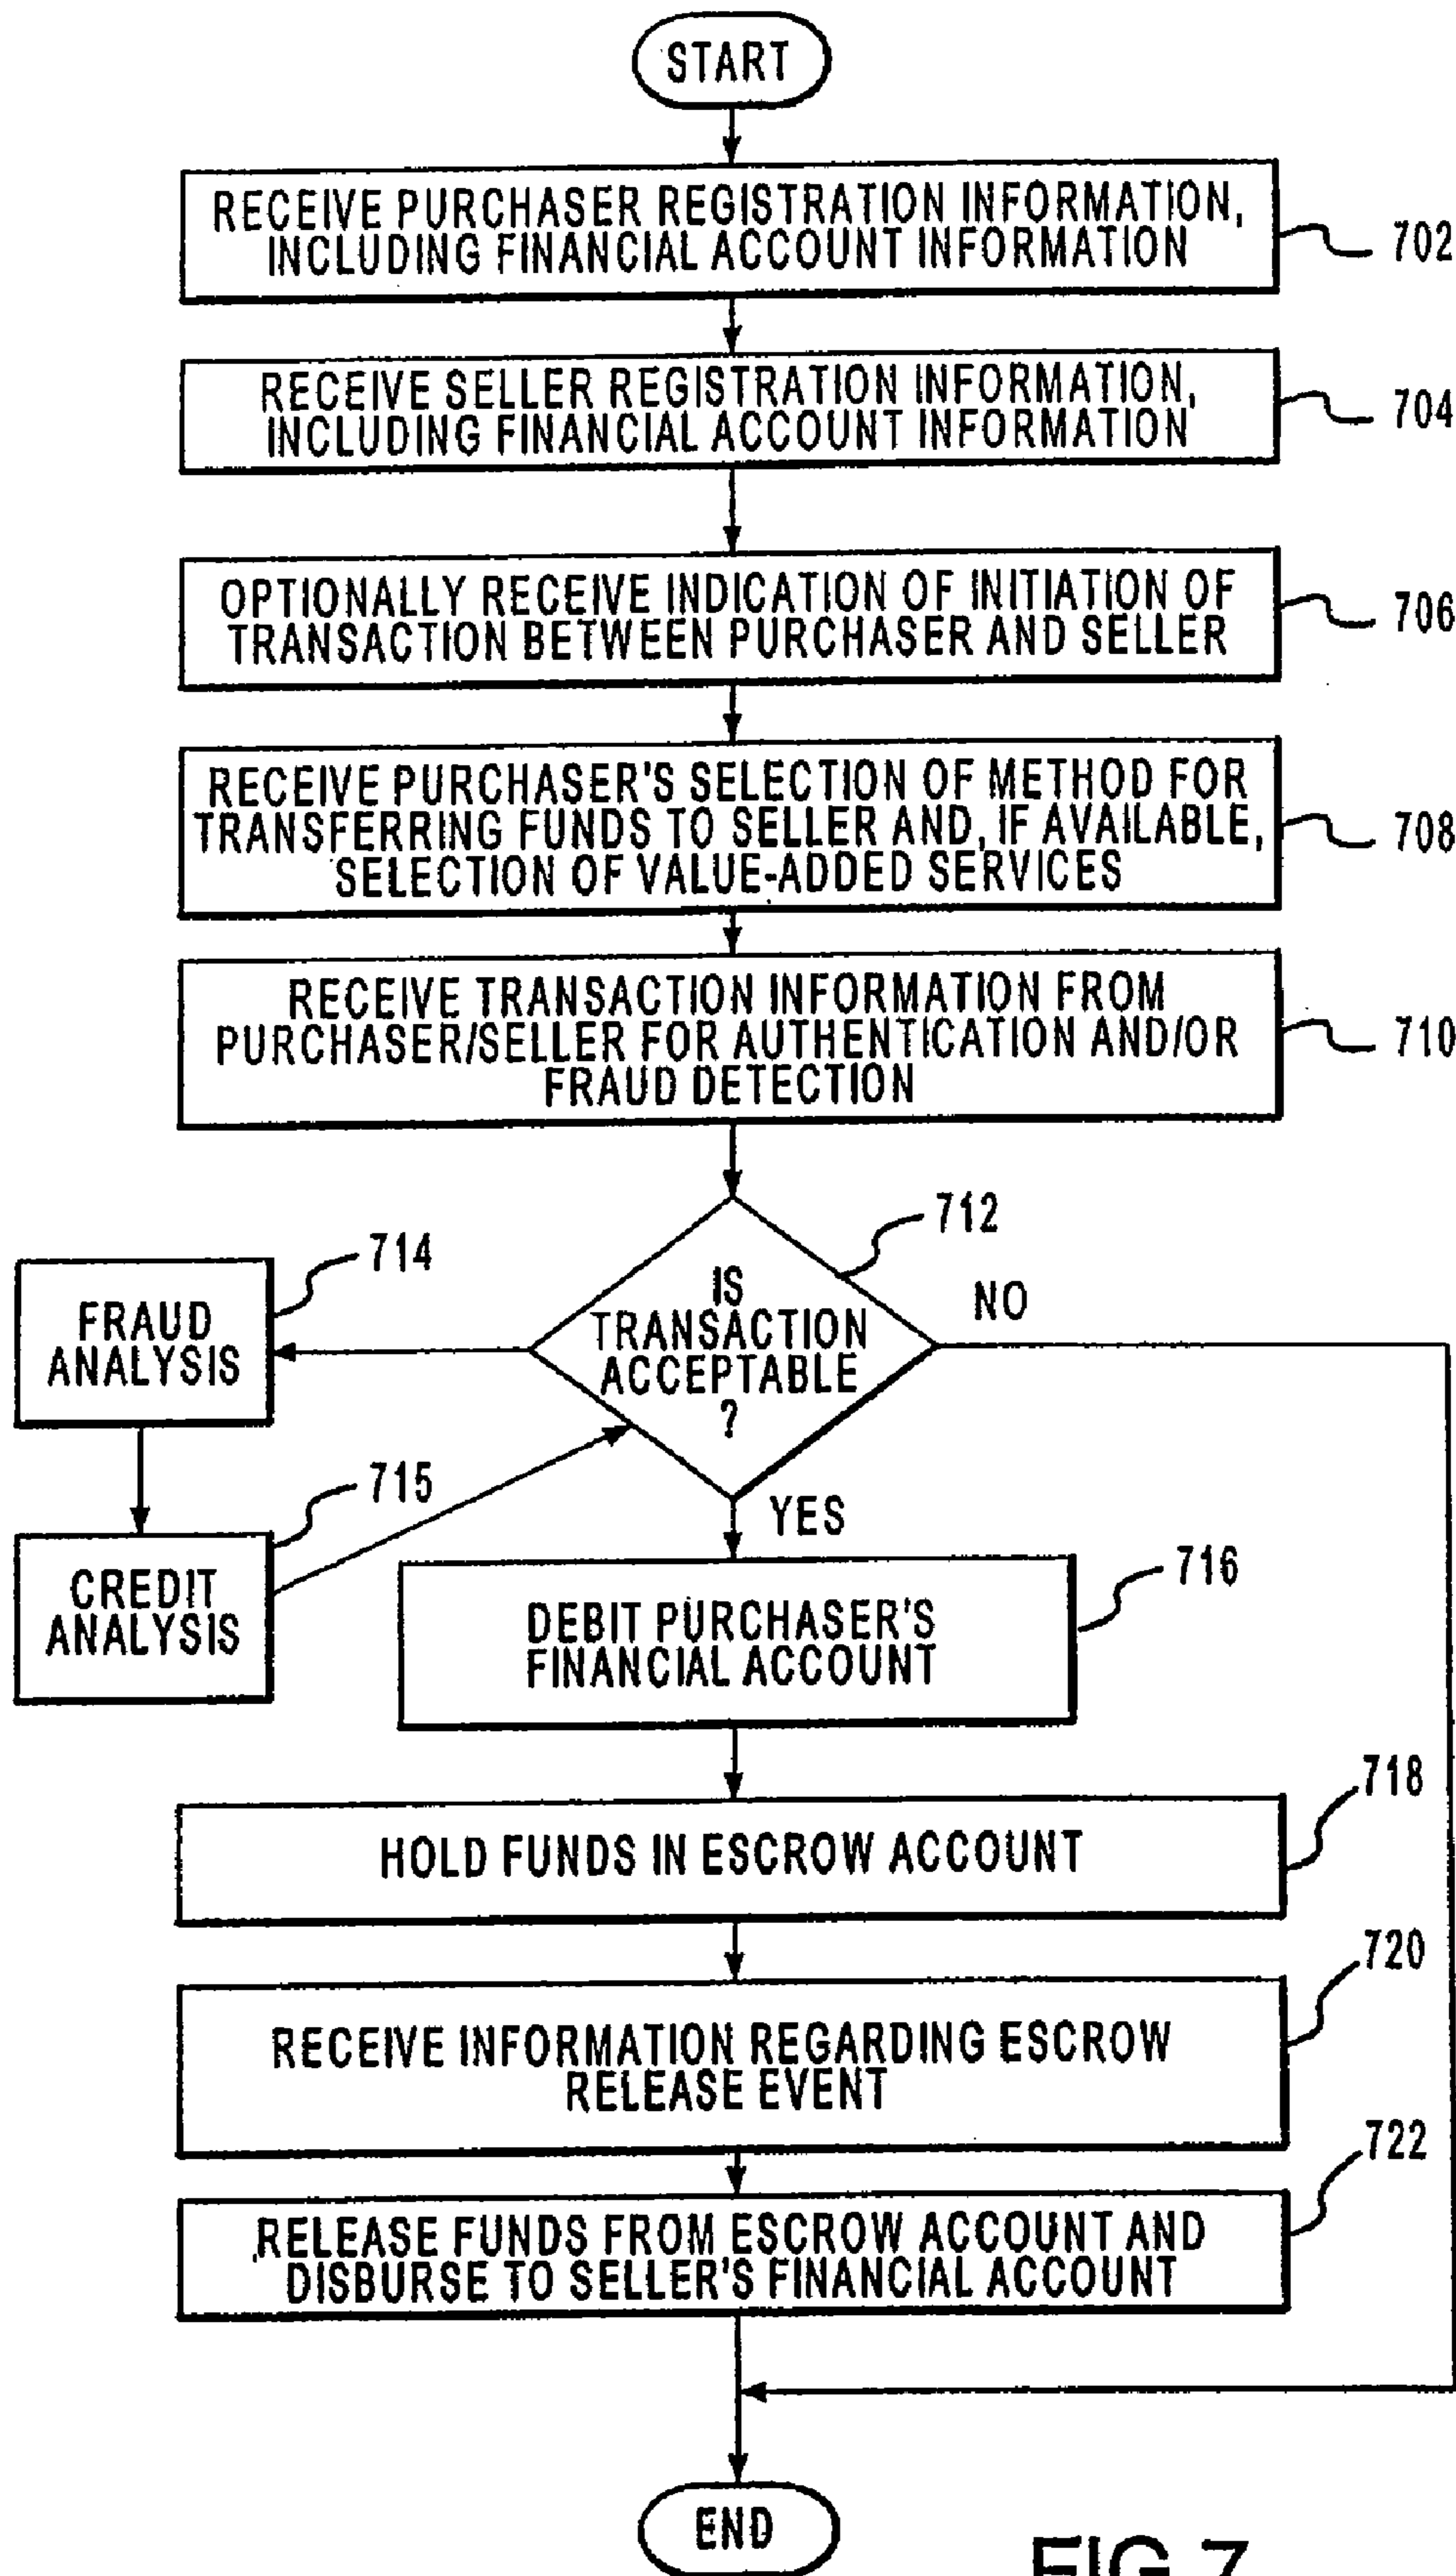 START
RECEIVE PURCHASER REGISTRATION INFORMATION,
INCLUDING FINANCIAL ACCOUNT INFORMATION
702
RECEIVE SELLER REGISTRATION INFORMATION,
INCLUDING FINANCIAL ACCOUNT INFORMATION
704
OPTIONALLY RECEIVE INDICATION OF INITIATION OF
TRANSACTION BETWEEN PURCHASER AND SELLER
706
RECEIVE PURCHASER'S SELECTION OF METHOD FOR
TRANSFERRING FUNDS TO SELLER AND, IF AVAILABLE,
SELECTION OF VALUE-ADDED SERVICES
708
RECEIVE TRANSACTION INFORMATION FROM
PURCHASER/SELLER FOR AUTHENTICATION AND/OR
FRAUD DETECTION
710
712
IS
TRANSACTION
ACCEPTABLE
?
NO
714
FRAUD
ANALYSIS
715
CREDIT
ANALYSIS
YES
716
DEBIT PURCHASER'S
FINANCIAL ACCOUNT
718
HOLD FUNDS IN ESCROW ACCOUNT
720
RECEIVE INFORMATION REGARDING ESCROW
RELEASE EVENT
722
RELEASE FUNDS FROM ESCROW ACCOUNT AND
DISBURSE TO SELLER'S FINANCIAL ACCOUNT
END
FIG 7